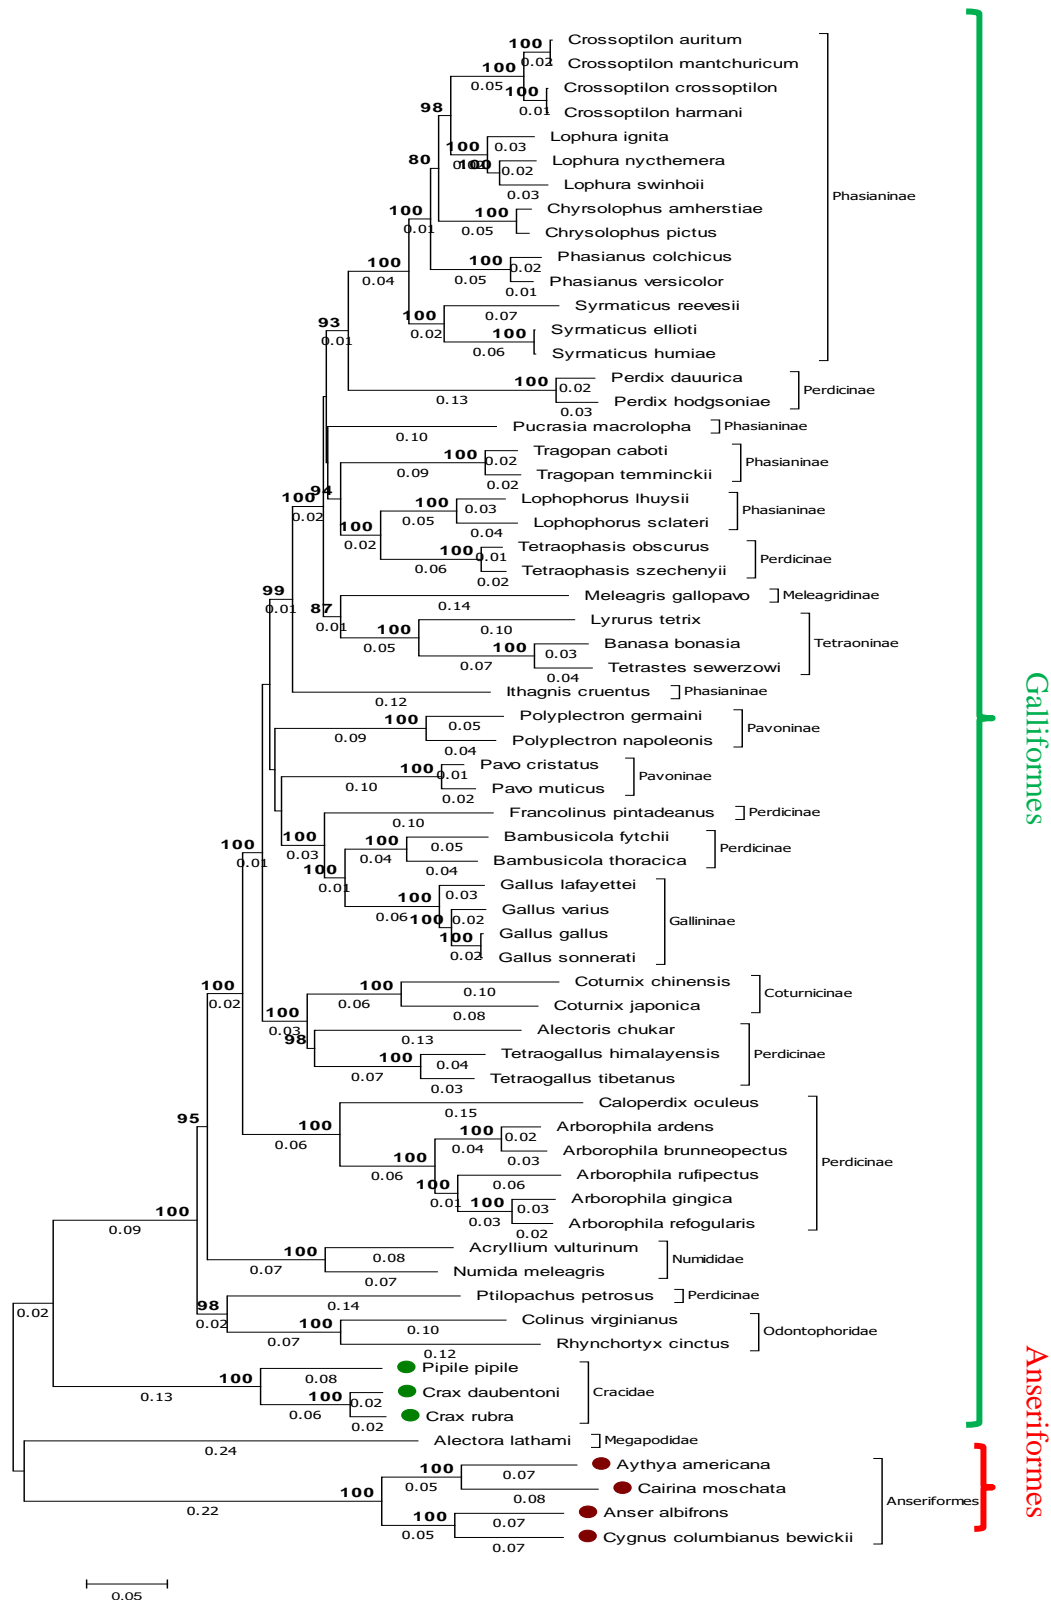 100 Crossoptilon auritum
100 0.02 Crossoptilon mantchuricum
0.05 100 Crossoptilon crossoptilon
98 0.01 Crossoptilon harmani
100 0.03 Lophura ignita
80 100 0.02 Lophura nycthemera
0.03 Lophura swinhoii
Phasianinae
100 100 Chyrsolophus amherstiae
0.01 0.05 Chrysolophus pictus
100 0.02 Phasianus colchicus
100 0.05 0.01 Phasianus versicolor
0.04
100 0.07 Syrmaticus reevesii
93 0.02 100 Syrmaticus ellioti
0.01 0.06 Syrmaticus humiae
100 0.02 Perdix dauurica
Perdicinae
0.13 0.03 Perdix hodgsoniae
0.10 Pucrasia macrolopha Phasianinae
100 0.02 Tragopan caboti
Phasianinae
0.09 0.02 Tragopan temminckii
94
100 100 0.03 Lophophorus lhuysii
0.02 Phasianinae
0.05 0.04 Lophophorus sclateri
100 0.02
100 0.01 Tetraophasis obscurus
Perdicinae
0.06 0.02 Tetraophasis szechenyii
99 0.01
87 0.14 Meleagris gallopavo Meleagridinae
0.01
100 0.10 Lyrurus tetrix
0.05 100 0.03 Banasa bonasia
Tetraoninae
0.07 0.04 Tetrastes sewerzowi
0.12 Ithagnis cruentus Phasianinae
100 0.05 Polyplectron germaini
Pavoninae
0.09 0.04 Polyplectron napoleonis
100 0.01 Pavo cristatus
Pavoninae
0.10 0.02 Pavo muticus
0.10 Francolinus pintadeanus Perdicinae
100 0.03
100 0.05 Bambusicola fytchii
Perdicinae
0.04 0.04 Bambusicola thoracica
100 0.01
100 0.01
100 0.03 Gallus lafayettei
0.06 100 0.02 Gallus varius
Gallininae
100 Gallus gallus
0.02 Gallus sonnerati
100 0.02
100 0.10 Coturnix chinensis
Coturnicinae
0.06 0.08 Coturnix japonica
100 0.03
98 0.13 Alectoris chukar
100 0.04 Tetraogallus himalayensis
Perdicinae
0.07 0.03 Tetraogallus tibetanus
95
100 0.15 Caloperdix oculeus
0.06
100 0.02 Arborophila ardens
100 0.04 0.03 Arborophila brunneopectus
Perdicinae
0.06
100 0.06 Arborophila rufipectus
0.01 100 0.03 Arborophila gingica
0.03 0.02 Arborophila refogularis
100 0.09
100 0.08 Acryllium vulturinum
Numididae
0.07 0.07 Numida meleagris
98 0.14 Ptilopachus petrosus Perdicinae
0.02
100 0.10 Colinus virginianus
Odontophoridae
0.07 0.12 Rhynchortyx cinctus
0.02
100 0.08 Pipile pipile
0.13 100 0.02 Crax daubentoni
Cracidae
0.06 0.02 Crax rubra
0.24 Alectora lathami Megapodidae
100 0.07 Aythya americana
0.05 0.08 Cairina moschata
100 0.22
Anseriformes
100 0.07 Anser albifrons
0.05 0.07 Cygnus columbianus bewickii
0.05
Galliformes
Anseriformes